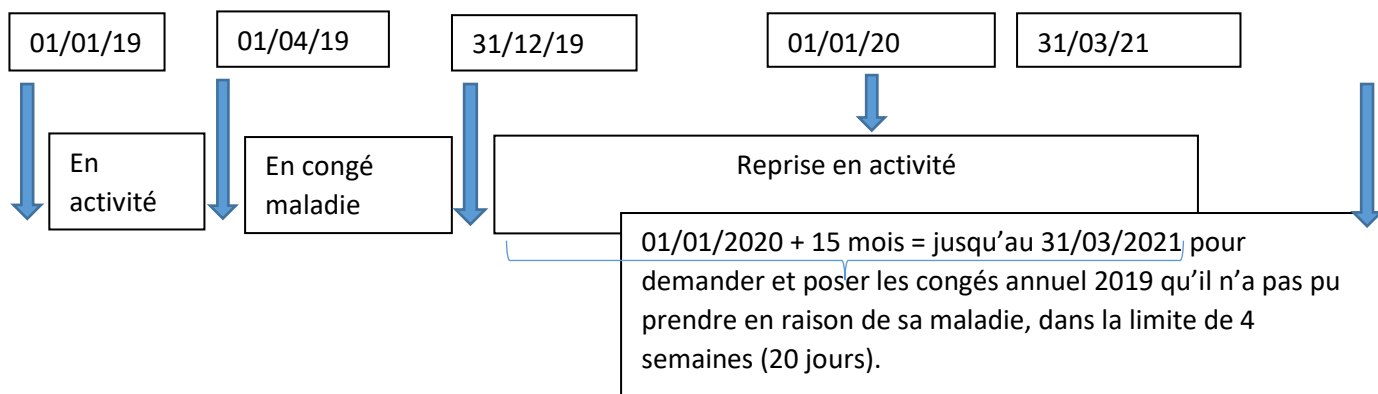 01/01/19
01/04/19
31/12/19
01/01/20
31/03/21
En
activité
En congé
maladie
Reprise en activité
01/01/2020 + 15 mois = jusqu’au 31/03/2021 pour
demander et poser les congés annuel 2019 qu’il n’a pas pu
prendre en raison de sa maladie, dans la limite de 4
semaines (20 jours).